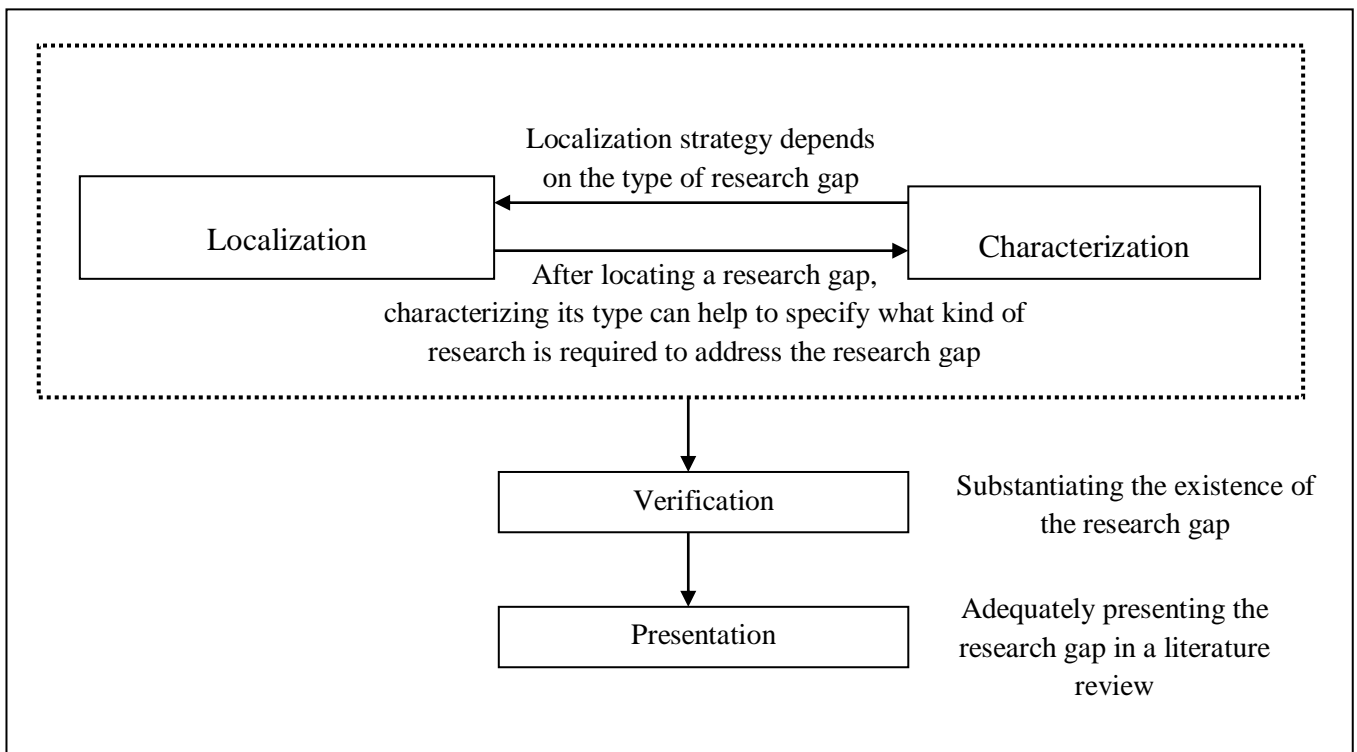 Localization strategy depends
on the type of research gap
Localization
Characterization
After locating a research gap,
characterizing its type can help to specify what kind of
research is required to address the research gap
Verification
Substantiating the existence of
the research gap
Presentation
Adequately presenting the
research gap in a literature
review